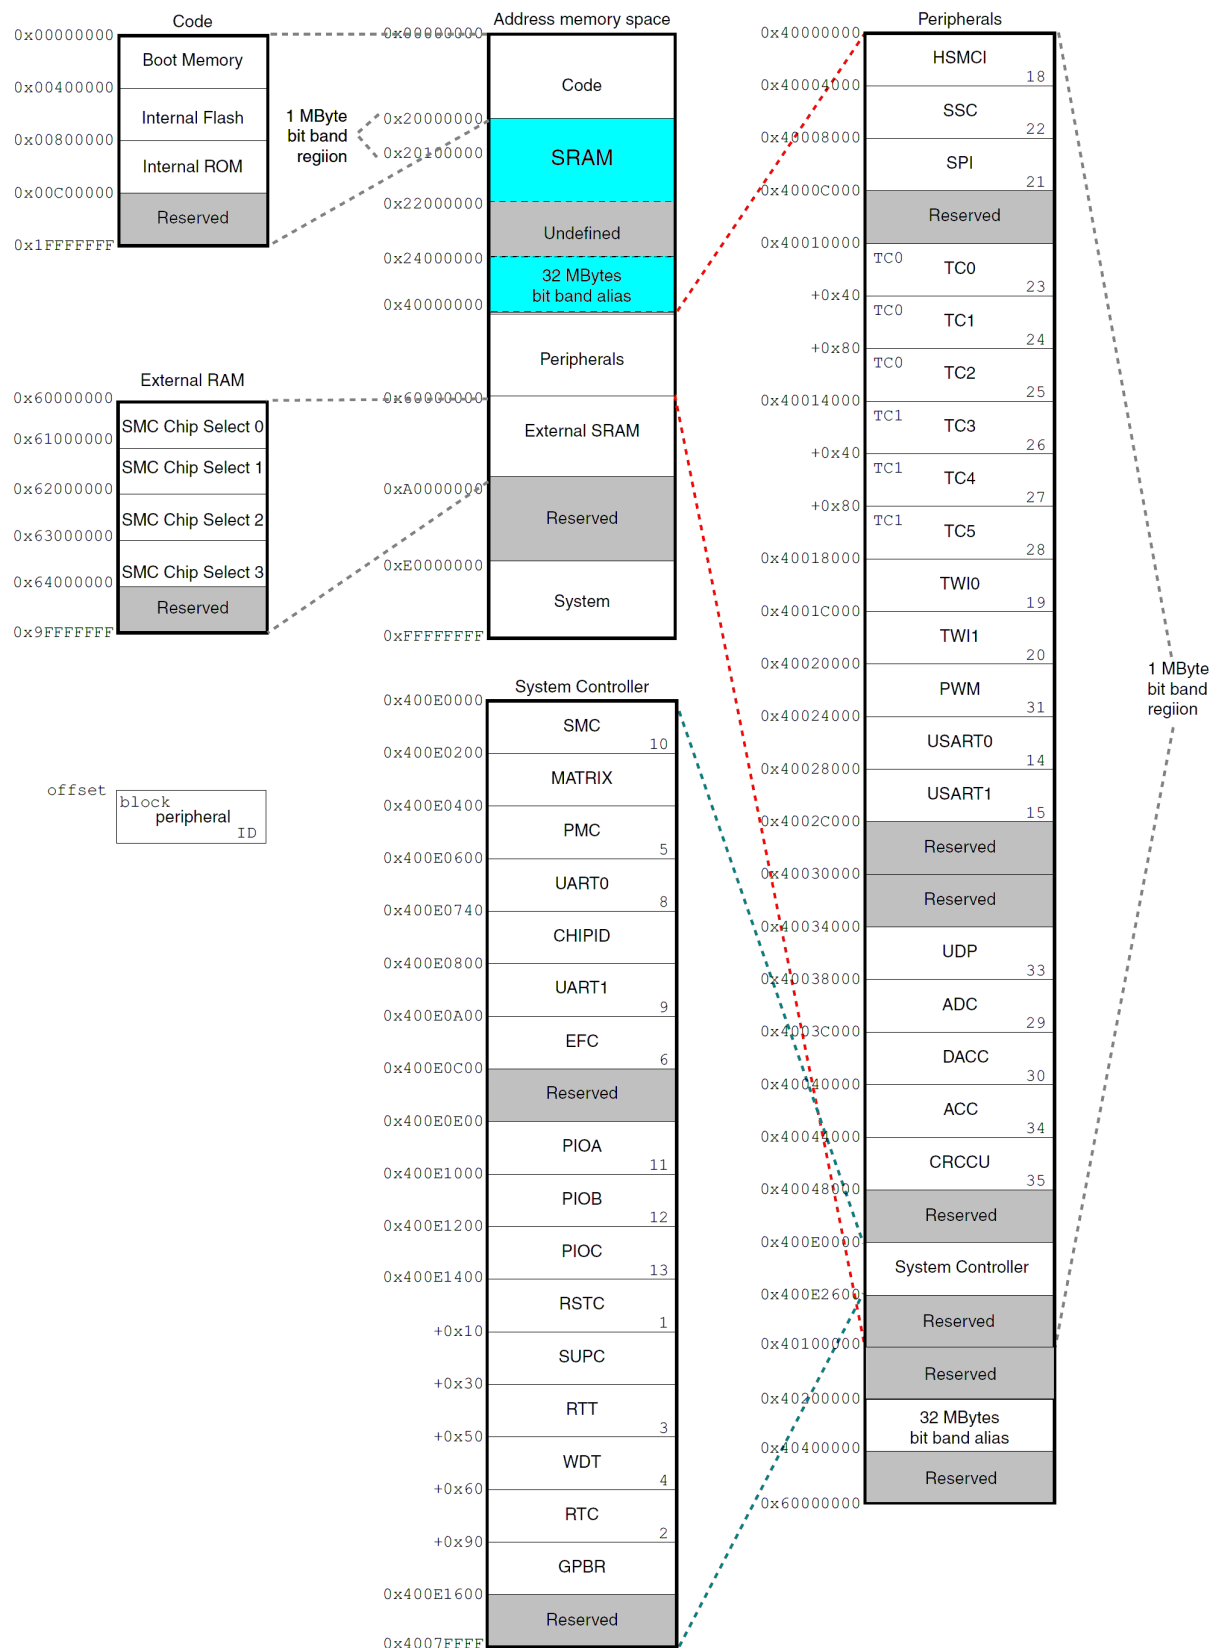 Code
0x00000000
Boot Memory
0x00400000
Internal Flash
0x00800000
Internal ROM
0x00C00000
Reserved
0x1FFFFFFF
1 MByte
bit band
regiion
External RAM
0x60000000
SMC Chip Select 0
0x61000000
SMC Chip Select 1
0x62000000
SMC Chip Select 2
0x63000000
SMC Chip Select 3
0x64000000
Reserved
0x9FFFFFFF
offset
block
peripheral
ID
Address memory space
0x00000000
Code
0x20000000
0x20100000
SRAM
0x22000000
Undefined
0x24000000
32 MBytes
bit band alias
0x40000000
Peripherals
0x60000000
External SRAM
0xA0000000
Reserved
0xE0000000
System
0xFFFFFFFF
System Controller
0x400E0000
SMC
10
0x400E0200
MATRIX
0x400E0400
PMC
5
0x400E0600
UART0
8
0x400E0740
CHIPID
0x400E0800
UART1
9
0x400E0A00
EFC
6
0x400E0C00
Reserved
0x400E0E00
PIOA
11
0x400E1000
PIOB
12
0x400E1200
PIOC
13
0x400E1400
RSTC
1
+0x10
SUPC
+0x30
RTT
3
+0x50
WDT
4
+0x60
RTC
2
+0x90
GPBR
0x400E1600
Reserved
0x4007FFFF
Peripherals
0x40000000
HSMCI
18
0x40004000
SSC
22
0x40008000
SPI
21
0x4000C000
Reserved
0x40010000
TC0
TC0
23
+0x40
TC0
TC1
24
+0x80
TC0
TC2
25
0x40014000
TC1
TC3
26
+0x40
TC1
TC4
27
+0x80
TC1
TC5
28
0x40018000
TWI0
19
0x4001C000
TWI1
20
0x40020000
PWM
31
0x40024000
USART0
14
0x40028000
USART1
15
0x4002C000
Reserved
0x40030000
Reserved
0x40034000
UDP
33
0x40038000
ADC
29
0x4003C000
DACC
30
0x40040000
ACC
34
0x40044000
CRCCU
35
0x40048000
Reserved
0x400E0000
System Controller
0x400E2600
Reserved
0x40100000
Reserved
0x40200000
32 MBytes
bit band alias
0x40400000
Reserved
0x60000000
1 MByte
bit band
regiion